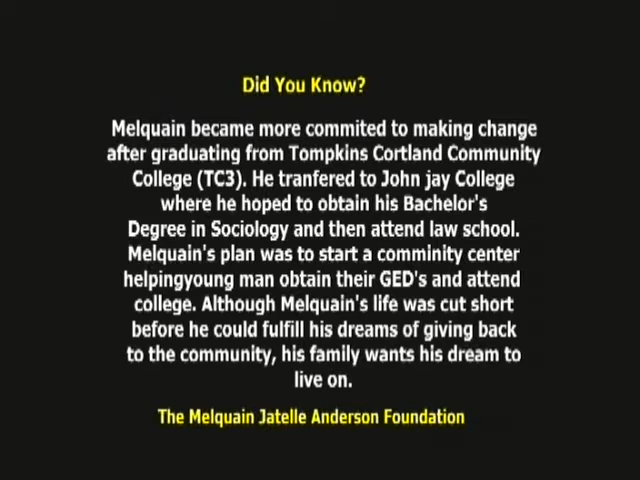 Did You Know?
Melquain became more commited to making change
after graduating from Tompkins Cortland Community
College (TC3). He tranfered to John jay College
where he hoped to obtain his Bachelor's
Degree in Sociology and then attend law school.
Melquain's plan was to start a comminity center
helpingyoung man obtain their GED's and attend
college. Although Melquain's life was cut short
before he could fulfill his dreams of giving back
to the community, his family wants his dream to
live on.
The Melquain Jatelle Anderson Foundation